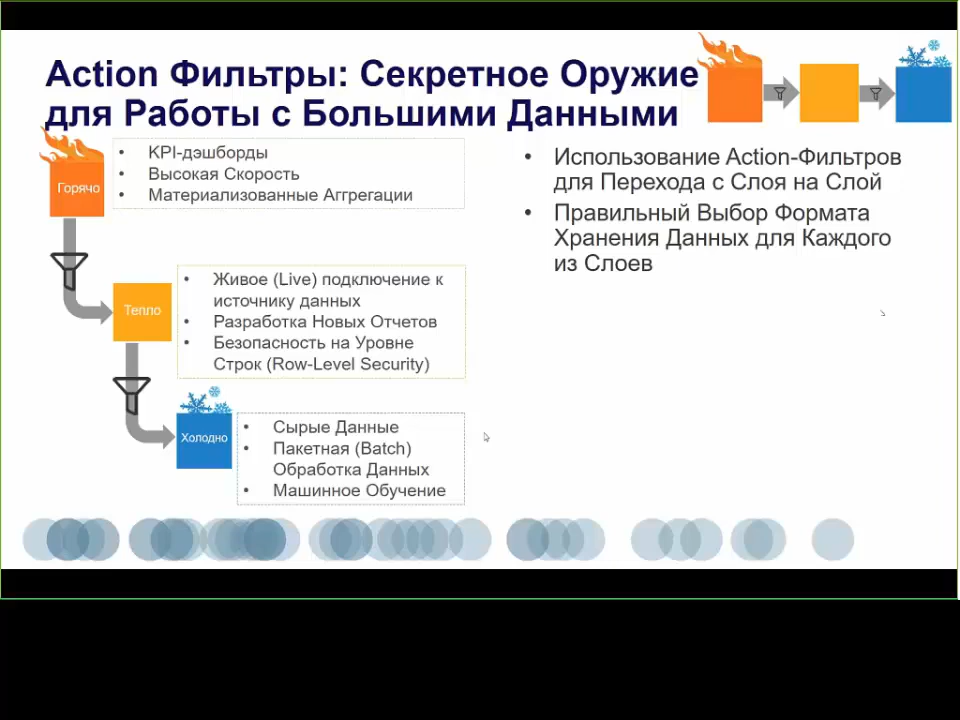 Action Фильтры: Секретное Оружие
для Работы с Большими Данными
Горячо
• KPI-дэшборды
• Высокая Скорость
• Материализованные Аггрегации
Тепло
• Живое (Live) подключение к
источнику данных
• Разработка Новых Отчетов
• Безопасность на Уровне
Строк (Row-Level Security)
Холодно
• Сырые Данные
• Пакетная (Batch)
Обработка Данных
• Машинное Обучение
• Использование Action-Фильтров
для Перехода с Слоя на Слой
• Правильный Выбор Формата
Хранения Данных для Каждого
из Слоев